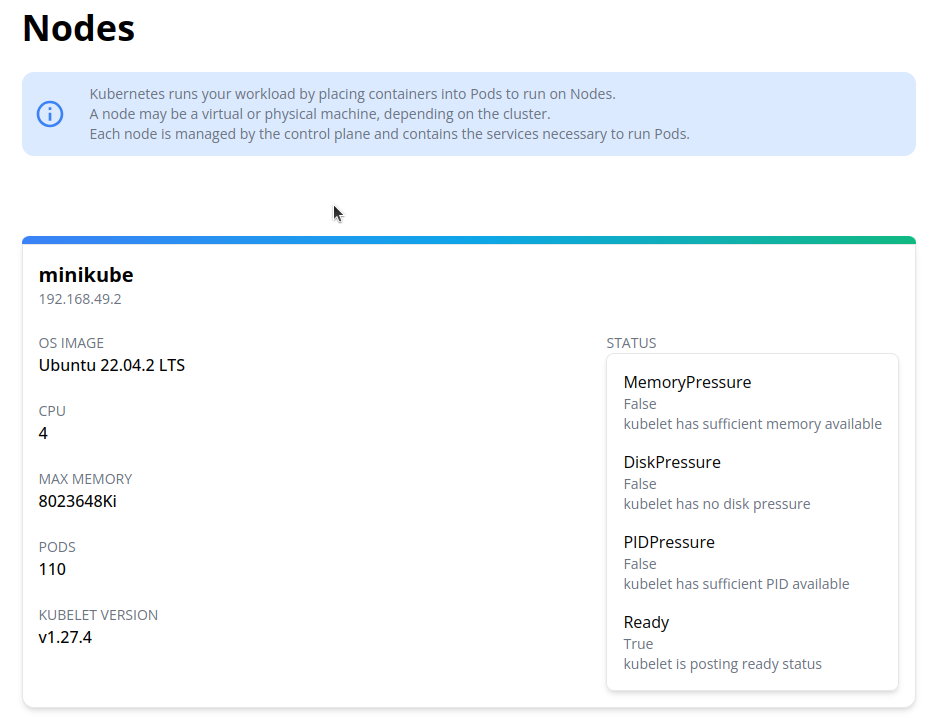 Nodes
Kubernetes runs your workload by placing containers into Pods to run on Nodes.
A node may be a virtual or physical machine, depending on the cluster.
Each node is managed by the control plane and contains the services necessary to run Pods.
minikube
192.168.49.2
OS IMAGE
Ubuntu 22.04.2 LTS
CPU
4
MAX MEMORY
8023648Ki
PODS
110
KUBELET VERSION
v1.27.4
STATUS
MemoryPressure
False
kubelet has sufficient memory available
DiskPressure
False
kubelet has no disk pressure
PIDPressure
False
kubelet has sufficient PID available
Ready
True
kubelet is posting ready status